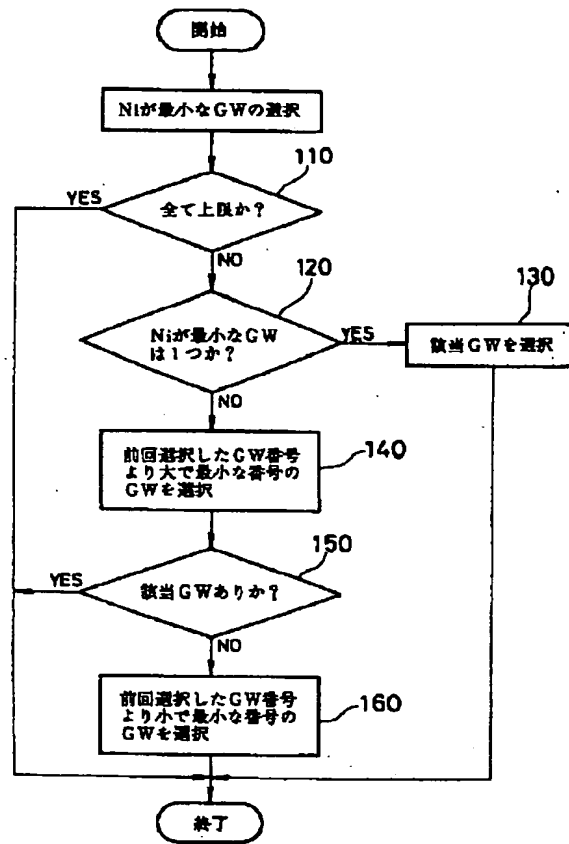 開始
Niが最小なGWの選択
110
全て上限か？
YES
NO
120
Niが最小なGW
は1つか？
YES
NO
130
該当GWを選択
前回選択したGW番号
より大で最小な番号の
GWを選択
140
150
該当GWありか？
YES
NO
前回選択したGW番号
より小で最小な番号の
GWを選択
160
終了